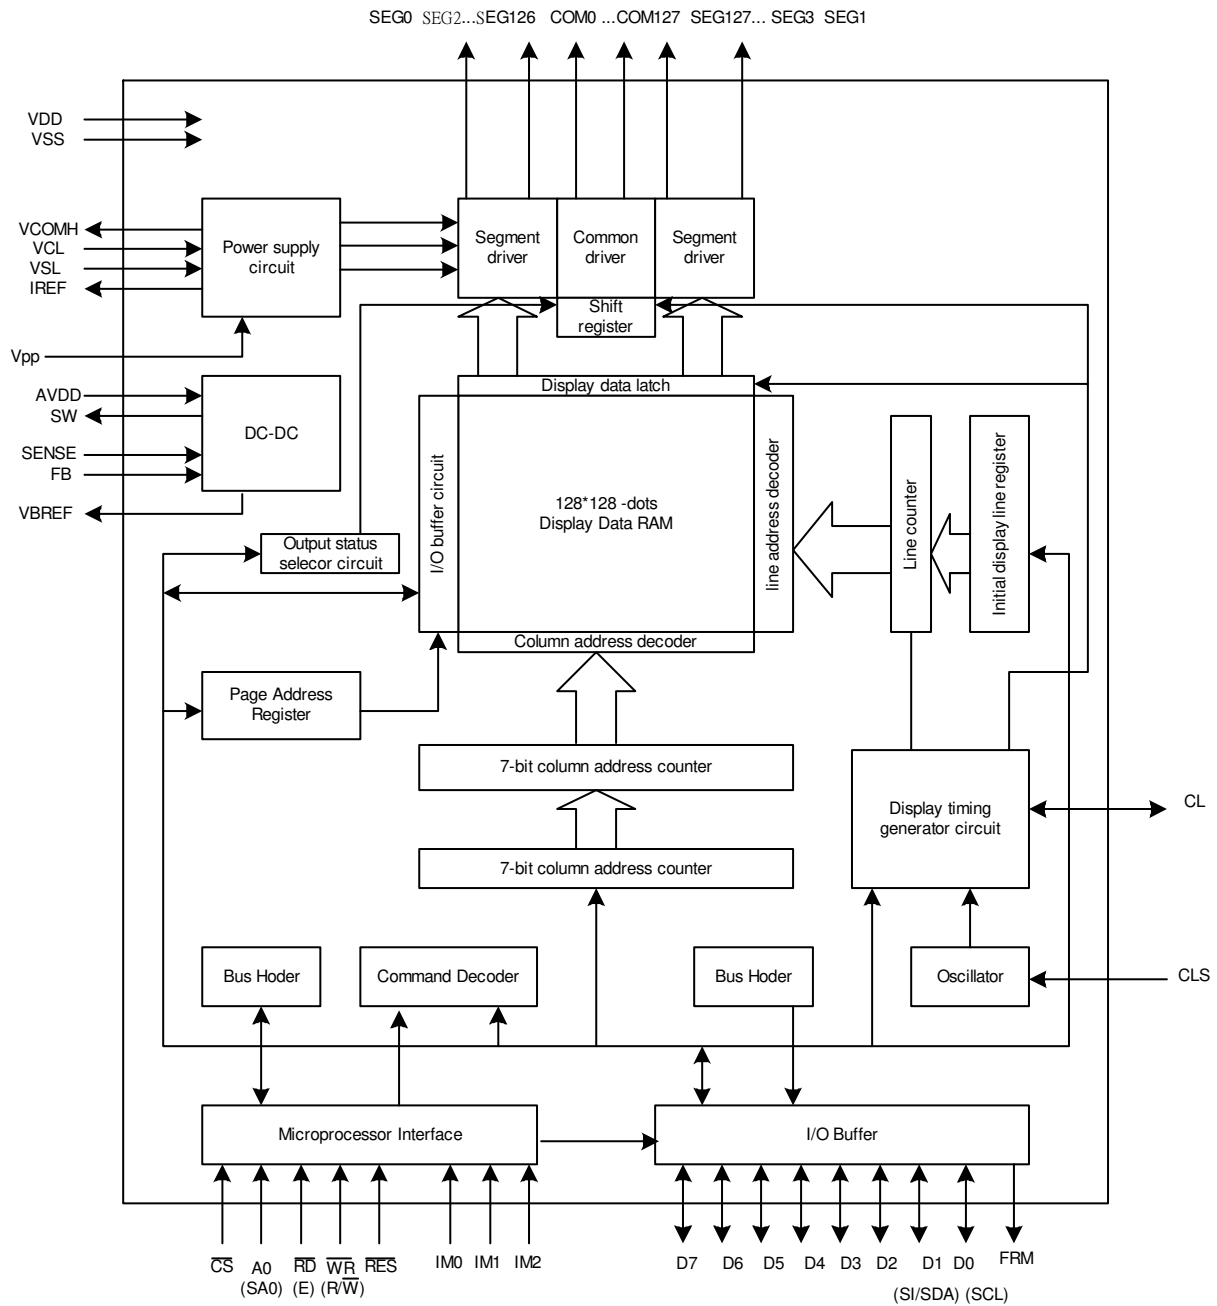 SEG0 SEG2...SEG126 COM0 ...COM127 SEG127... SEG3 SEG1
VDD
VSS
VCOMH
VCL
VSL
IREF
Power supply
circuit
Segment
driver
Common
driver
Segment
driver
Shift
register
Vpp
AVDD
SW
SENSE
FB
VBREF
DC-DC
Display data latch
I/O buffer circuit
128*128 -dots
Display Data RAM
line address decoder
Line counter
Initial display line register
Output status
selecor circuit
Column address decoder
Page Address
Register
7-bit column address counter
Display timing
generator circuit
CL
7-bit column address counter
Bus Hoder
Command Decoder
Bus Hoder
Oscillator
CLS
Microprocessor Interface
I/O Buffer
CS A0 RD WR RES IM0 IM1 IM2 D7 D6 D5 D4 D3 D2 D1 D0 FRM
(SA0) (E) (R/W) (SI/SDA) (SCL)